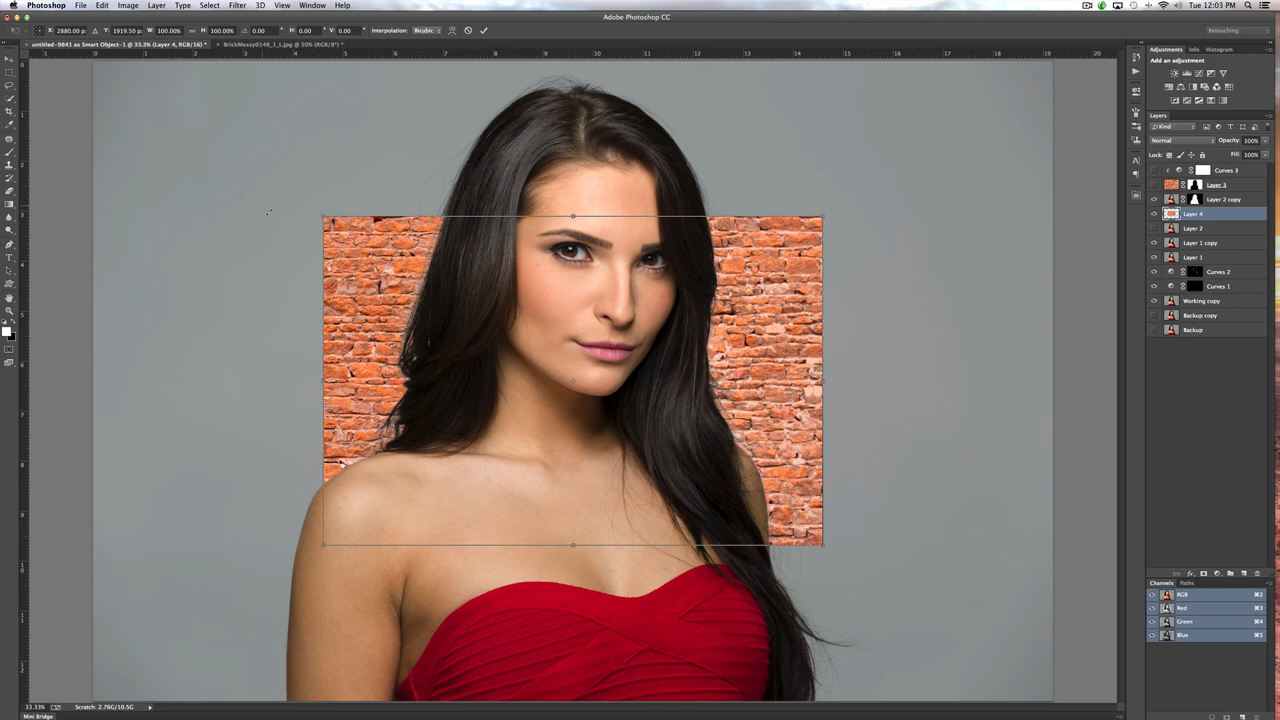 Photoshop File Edit Image Layer Type Select Filter 3D View Window Help Tue 12:03 PM
Adobe Photoshop CC
X: 2880.00 p Y: 1919.50 p W: 100.00% H: 100.00% 0.00 ° H: 0.00 ° V: 0.00 ° Interpolation: Bicubic Retouching
untitled-9841 as Smart Object-1 @ 33.3% (Layer 4, RGB/16) * BrickMessy0148_1_L.jpg @ 50% (RGB/8*) *
Adjustments Info Histogram
Add an adjustment
Layers
Kind
Normal Opacity: 100%
Lock: Fill: 100%
Curves 3
Layer 3
Layer 2 copy
Layer 4
Layer 2
Layer 1 copy
Layer 1
Curves 2
Curves 1
Working copy
Backup copy
Backup
Channels Paths
RGB ⌘2
Red ⌘3
Green ⌘4
Blue ⌘5
33.33% Scratch: 2.76G/10.5G
Mini Bridge